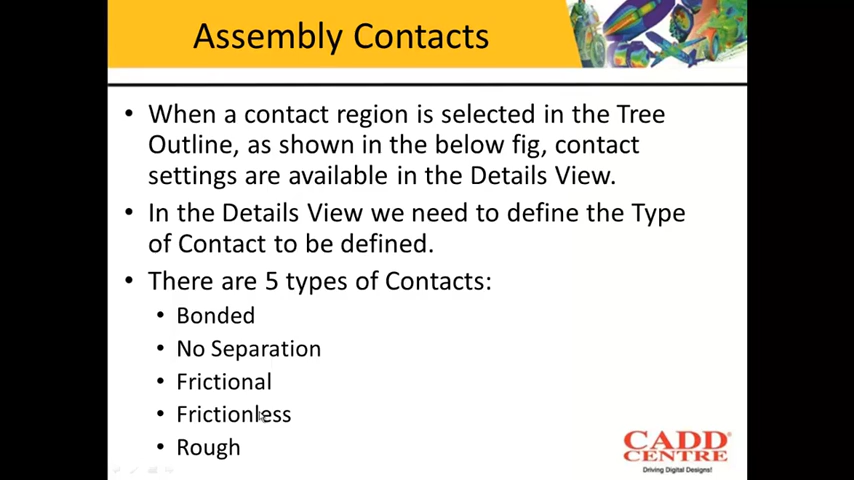 Assembly Contacts
• When a contact region is selected in the Tree
Outline, as shown in the below fig, contact
settings are available in the Details View.
• In the Details View we need to define the Type
of Contact to be defined.
• There are 5 types of Contacts:
• Bonded
• No Separation
• Frictional
• Frictionless
• Rough
CADD
CENTRE
Driving Digital Designs!